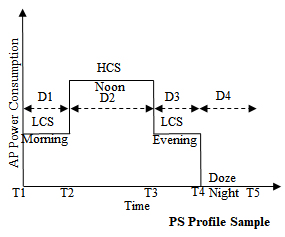 AP Power Consumption
HCS
Noon
D1
D2
D3
D4
LCS
Morning
LCS
Evening
Doze
Night
T1
T2
T3
T4
T5
Time
PS Profile Sample